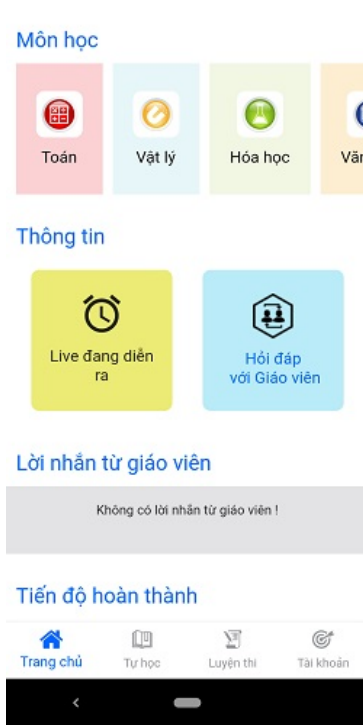 Môn học
Toán
Vật lý
Hóa học
Thông tin
Live đang diễn
ra
Hỏi đáp
với Giáo viên
Lời nhắn từ giáo viên
Không có lời nhắn từ giáo viên !
Tiến độ hoàn thành
Trang chủ
Tự học
Luyện thi
Tài khoản